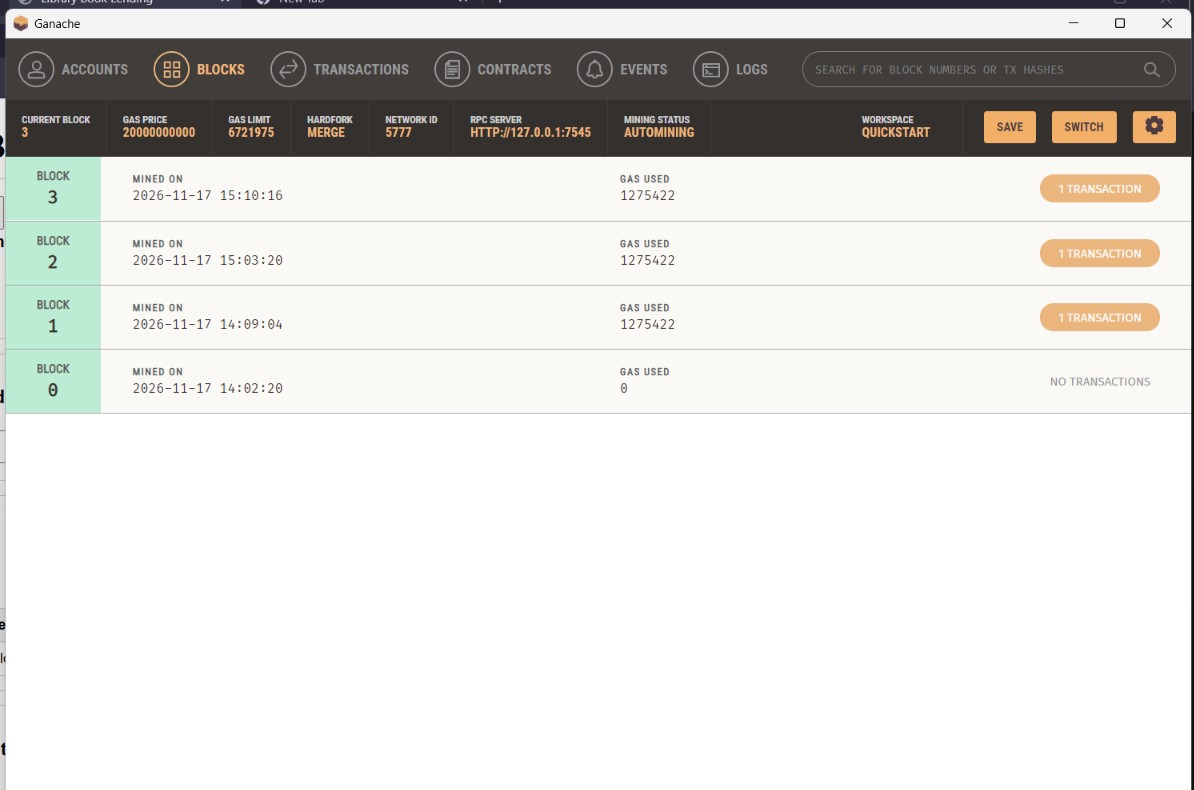 Library Book Lending
New Tab
Ganache
ACCOUNTS BLOCKS TRANSACTIONS CONTRACTS EVENTS LOGS SEARCH FOR BLOCK NUMBERS OR TX HASHES
CURRENT BLOCK GAS PRICE GAS LIMIT HARDFORK NETWORK ID RPC SERVER MINING STATUS WORKSPACE
3 20000000000 6721975 MERGE 5777 HTTP://127.0.0.1:7545 AUTOMINING QUICKSTART
SAVE SWITCH
BLOCK MINED ON GAS USED
3 2026-11-17 15:10:16 1275422 1 TRANSACTION
BLOCK MINED ON GAS USED
2 2026-11-17 15:03:20 1275422 1 TRANSACTION
BLOCK MINED ON GAS USED
1 2026-11-17 14:09:04 1275422 1 TRANSACTION
BLOCK MINED ON GAS USED
0 2026-11-17 14:02:20 0 NO TRANSACTIONS